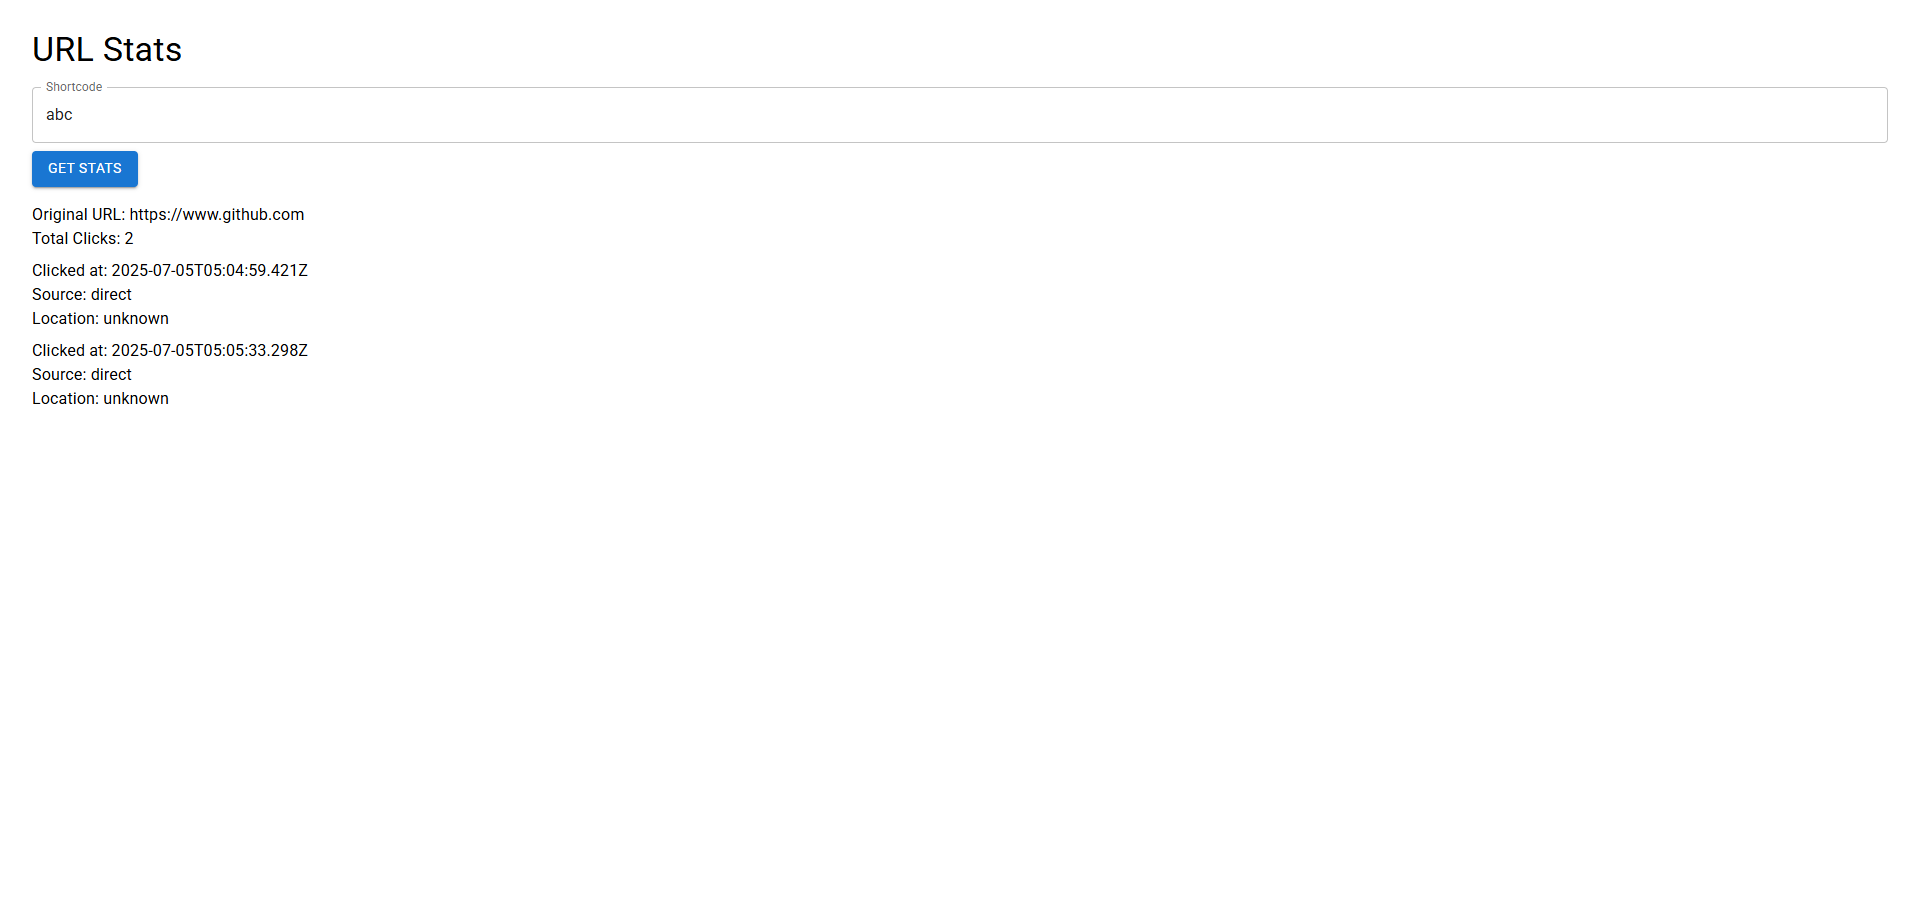 URL Stats
Shortcode
abc
GET STATS
Original URL: https://www.github.com
Total Clicks: 2
Clicked at: 2025-07-05T05:04:59.421Z
Source: direct
Location: unknown
Clicked at: 2025-07-05T05:05:33.298Z
Source: direct
Location: unknown